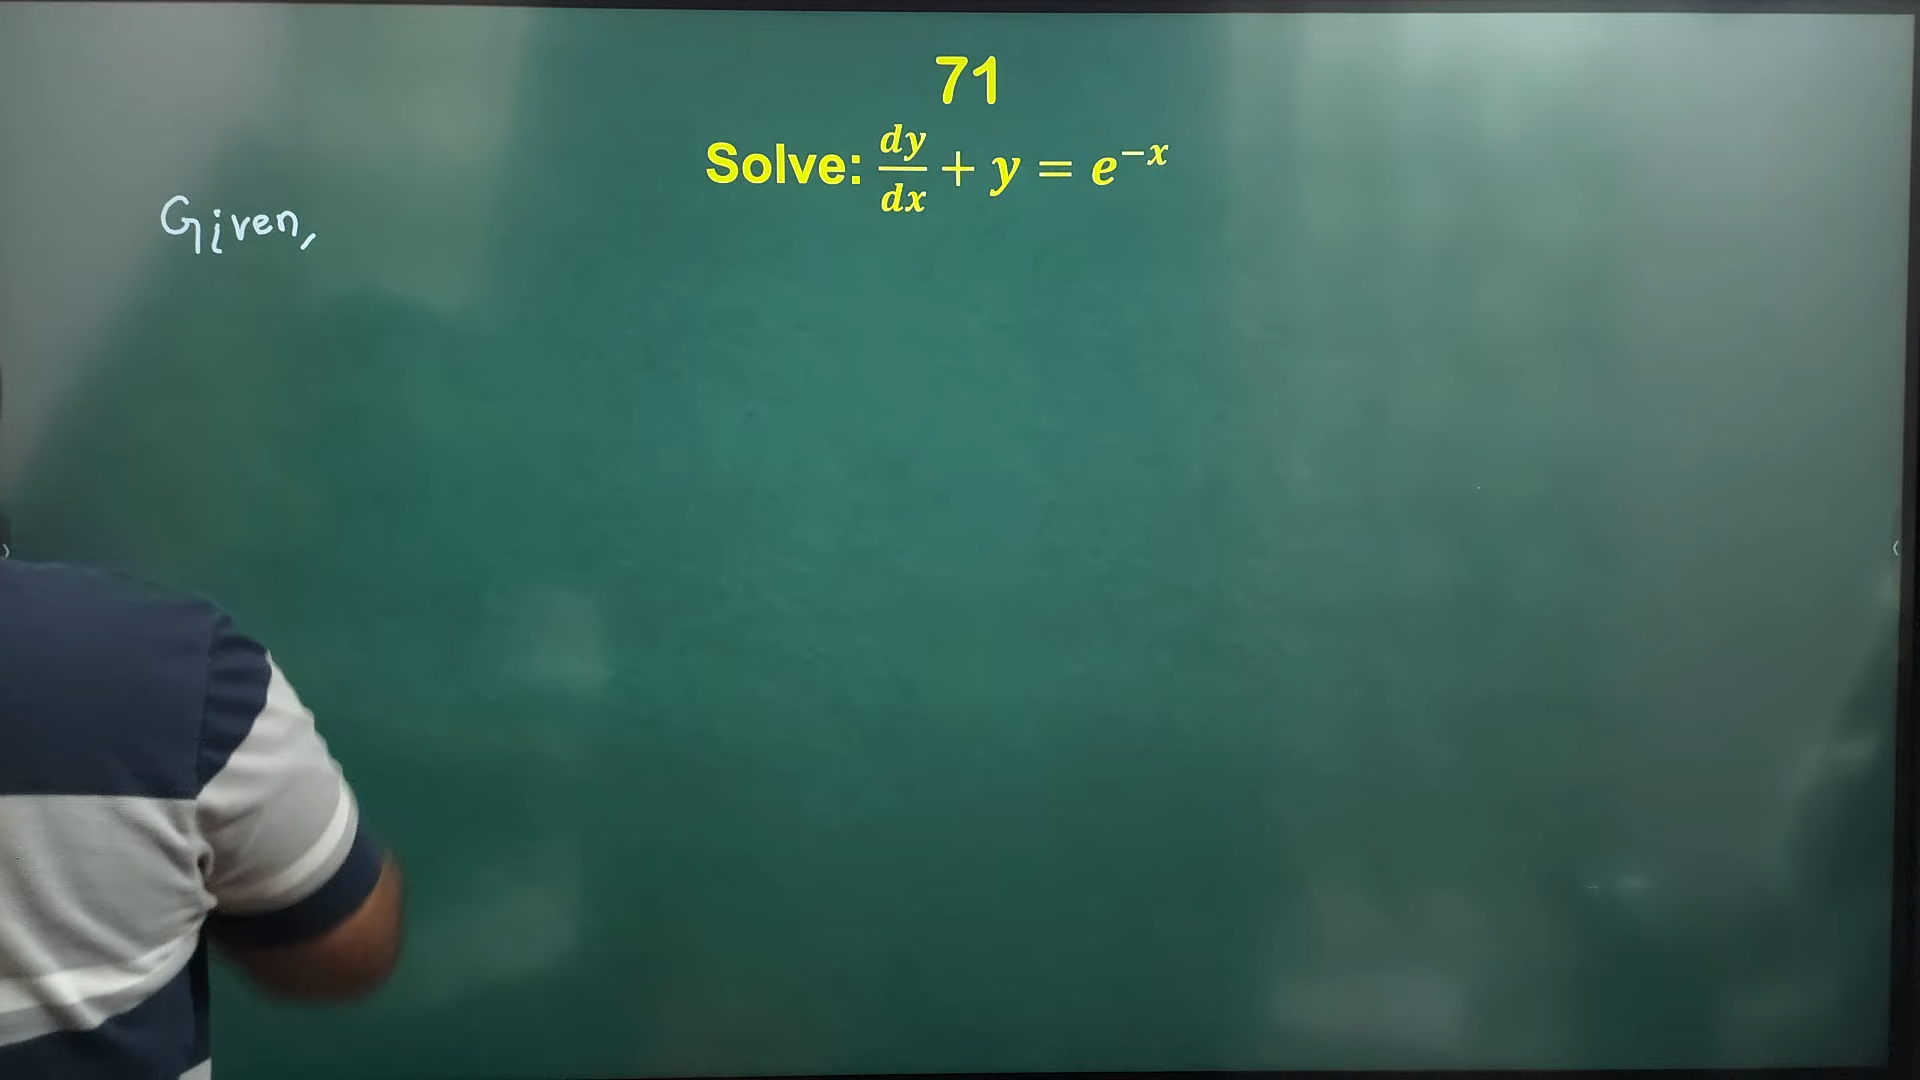 71
Solve: dy/dx + y = e^{-x}
Given,